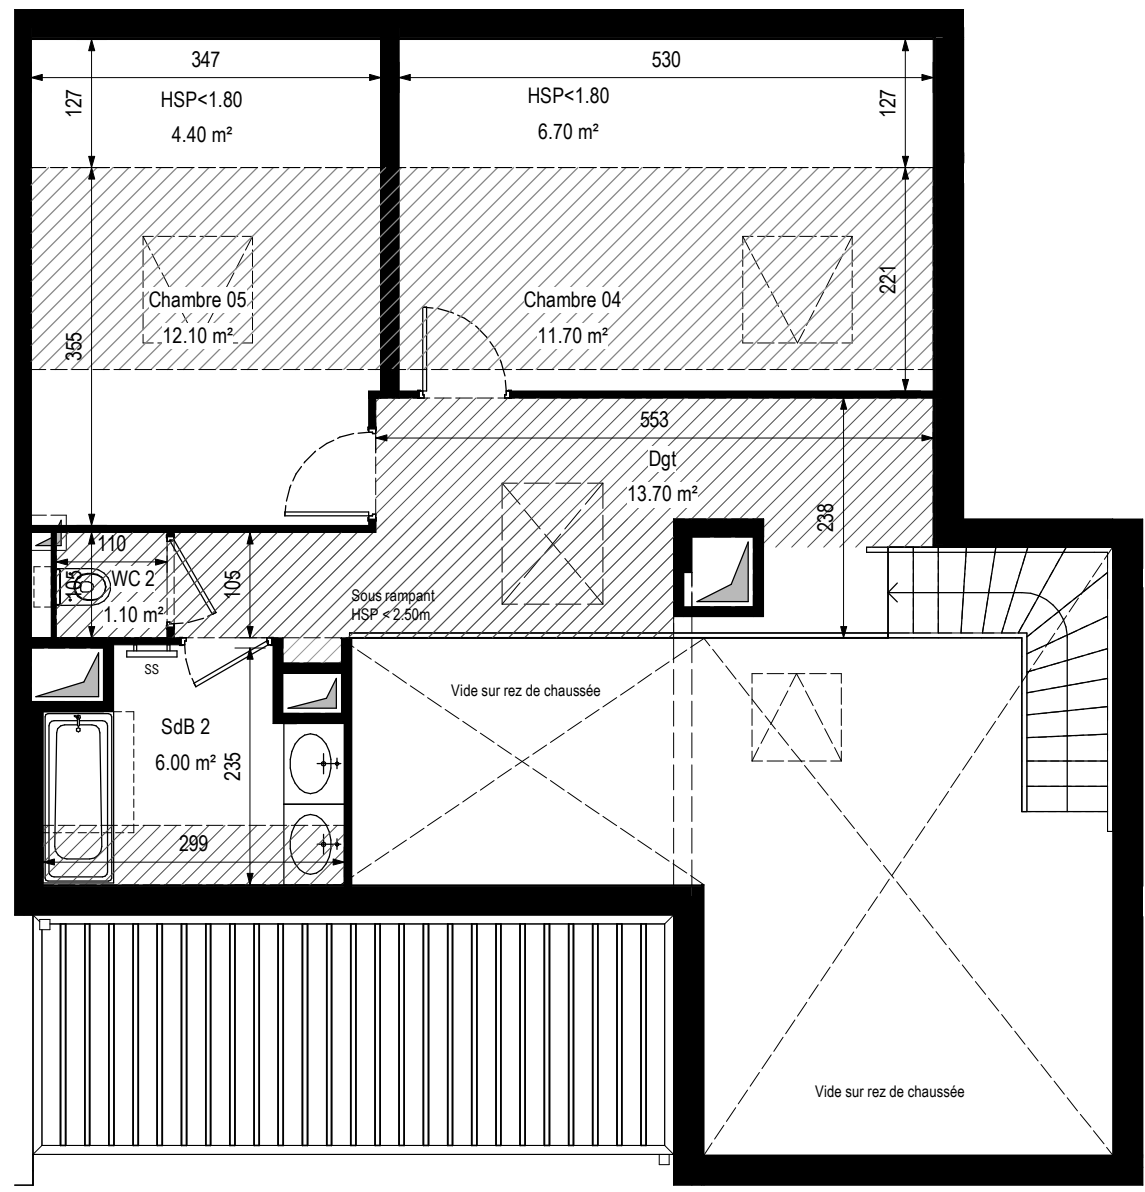 347
530
127
HSP<1.80
4.40 m²
HSP<1.80
6.70 m²
127
355
Chambre 05
12.10 m²
Chambre 04
11.70 m²
221
553
Dgt
13.70 m²
238
110
105
WC 2
1.10 m²
105
Sous rampant
HSP < 2.50m
SS
SdB 2
6.00 m²
235
299
Vide sur rez de chaussée
Vide sur rez de chaussée